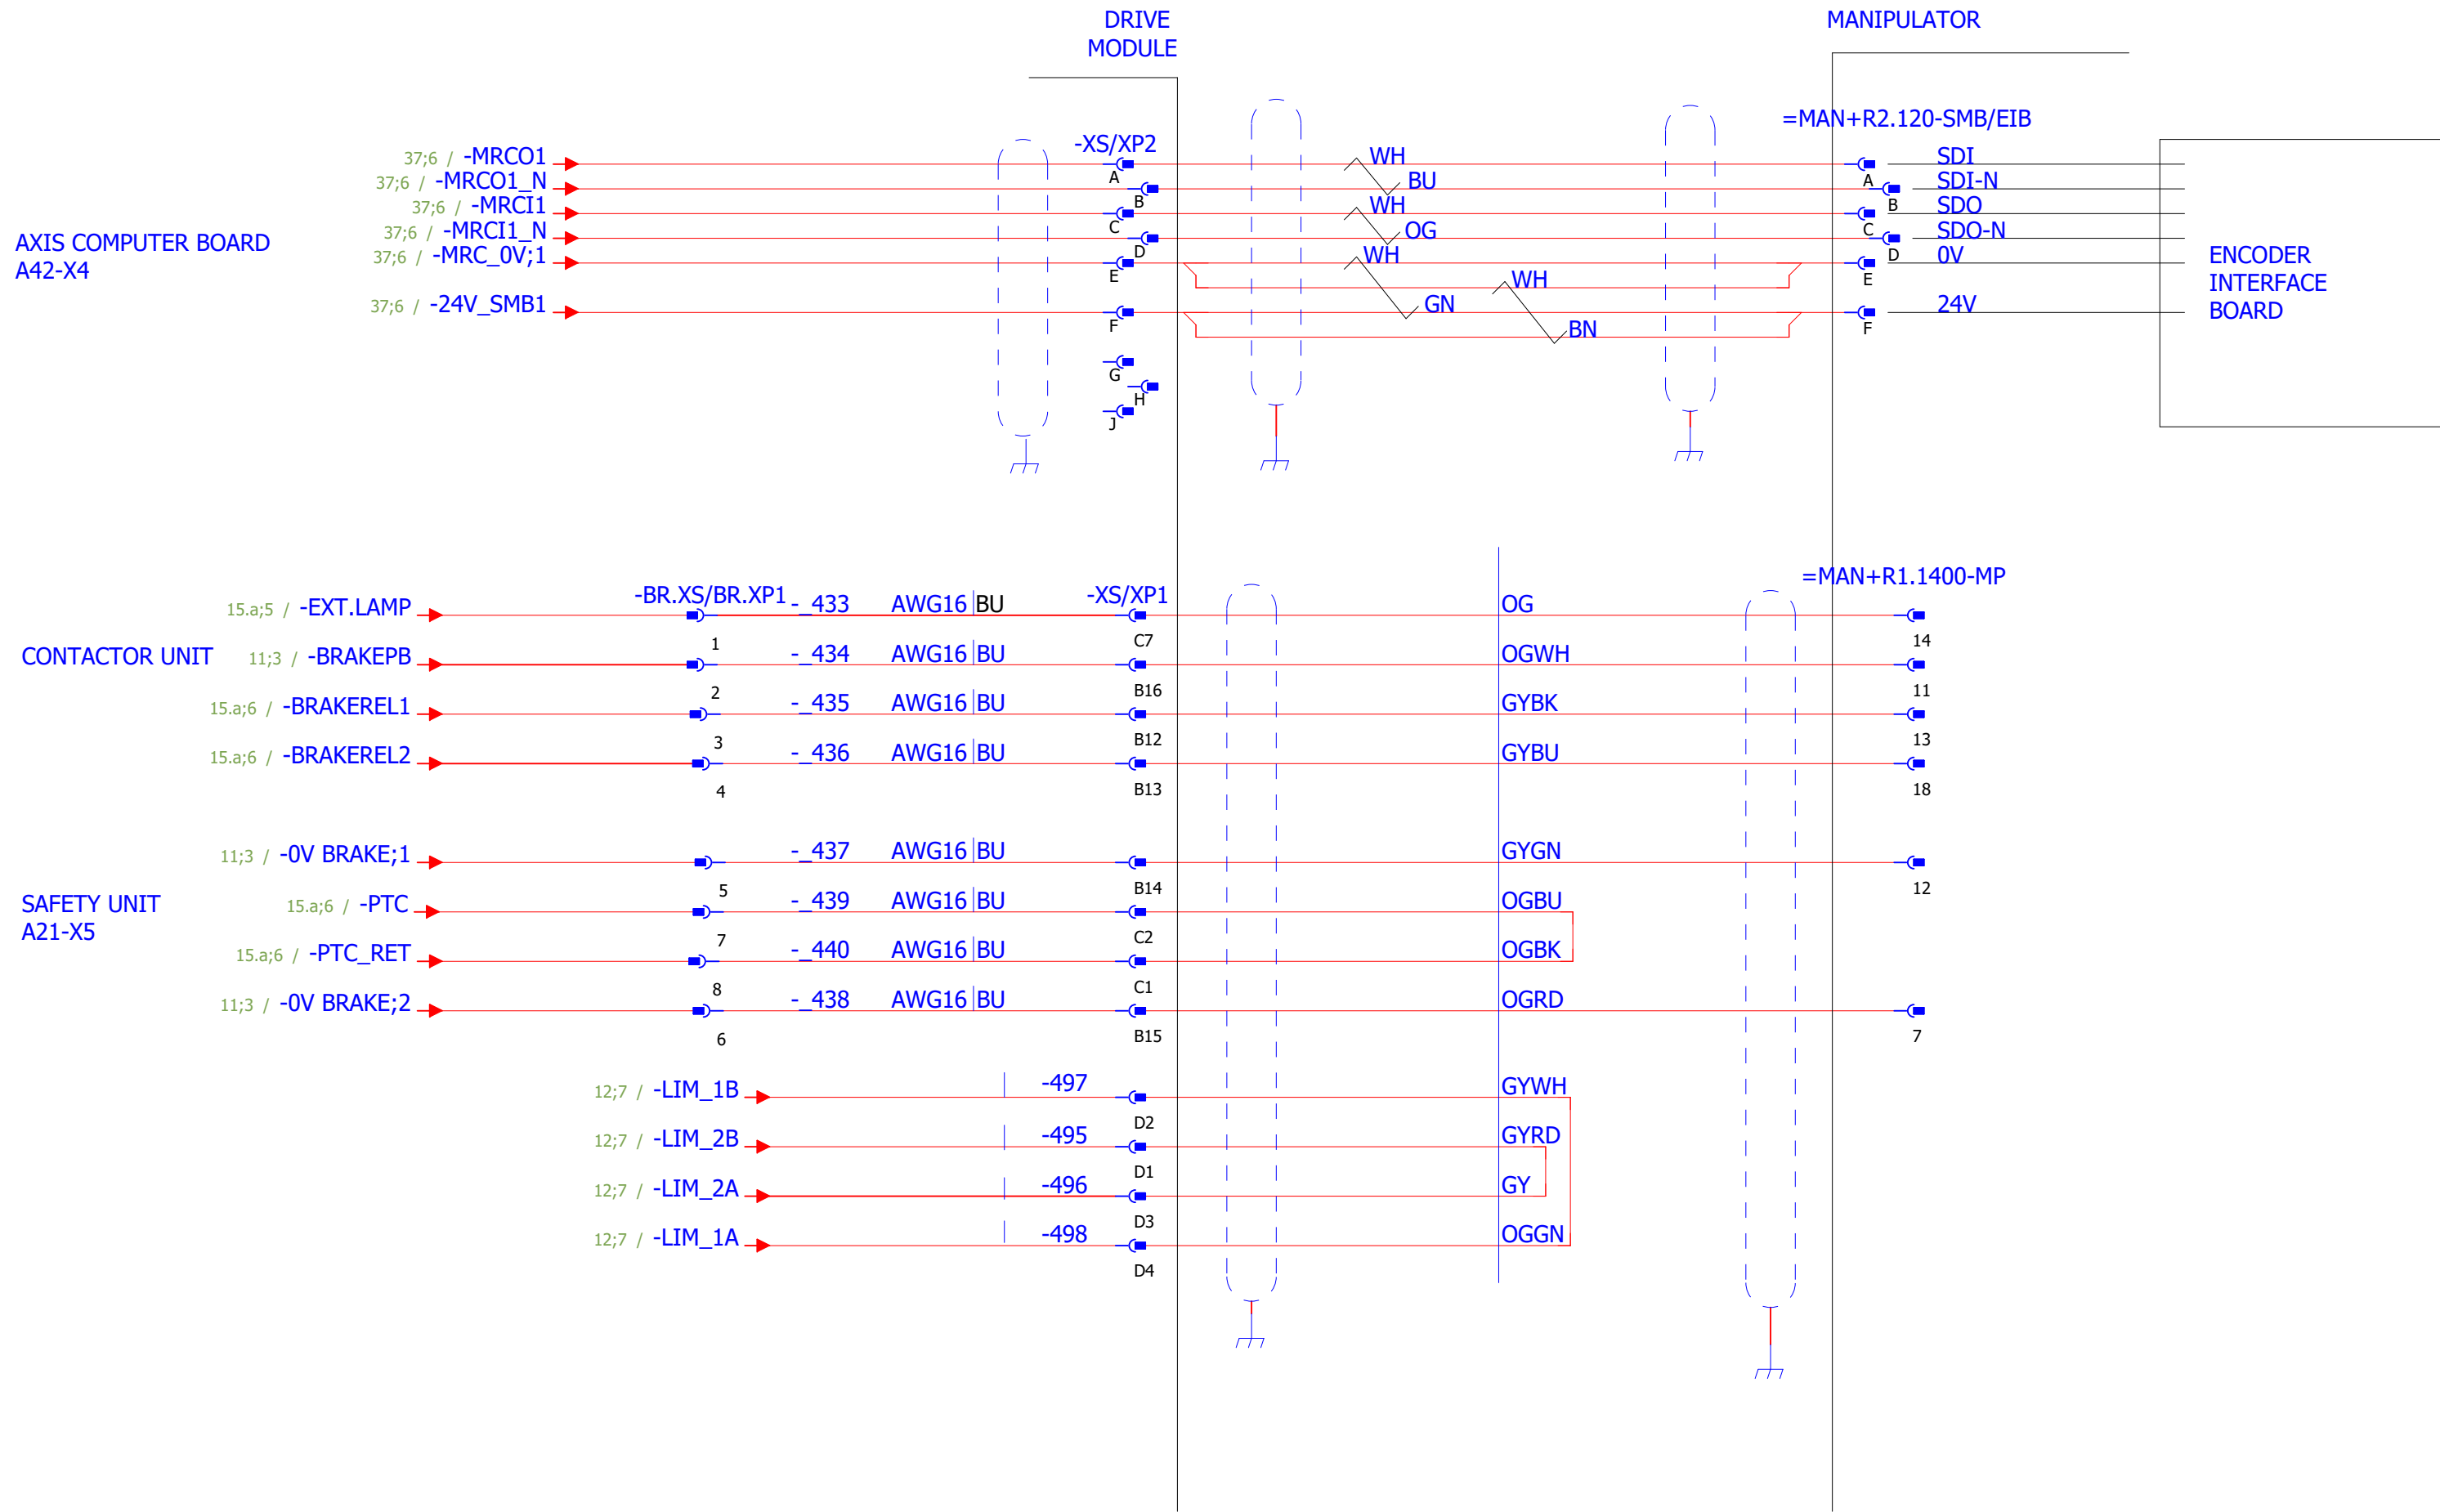 DRIVE
MODULE
MANIPULATOR
=MAN+R2.120-SMB/EIB
-XS/XP2
37;6 / -MRCO1 A WH A SDI
37;6 / -MRCO1_N B BU B SDI-N
37;6 / -MRCI1 C WH C SDO
37;6 / -MRCI1_N D OG D SDO-N
37;6 / -MRC_0V;1 E WH E 0V
WH
37;6 / -24V_SMB1 F GN F 24V
BN
G
H
J
AXIS COMPUTER BOARD
A42-X4
ENCODER
INTERFACE
BOARD
-BR.XS/BR.XP1
-XS/XP1
=MAN+R1.1400-MP
15.a;5 / -EXT.LAMP 1 -_433 AWG16 BU C7 OG 14
CONTACTOR UNIT
11;3 / -BRAKEPB 2 -_434 AWG16 BU B16 OGWH 11
15.a;6 / -BRAKEREL1 3 -_435 AWG16 BU B12 GYBK 13
15.a;6 / -BRAKEREL2 4 -_436 AWG16 BU B13 GYBU 18
11;3 / -0V BRAKE;1 5 -_437 AWG16 BU B14 GYGN 12
SAFETY UNIT
A21-X5
15.a;6 / -PTC 7 -_439 AWG16 BU C2 OGBU
15.a;6 / -PTC_RET 8 -_440 AWG16 BU C1 OGBK
11;3 / -0V BRAKE;2 6 -_438 AWG16 BU B15 OGRD 7
12;7 / -LIM_1B -497 D2 GYWH
12;7 / -LIM_2B -495 D1 GYRD
12;7 / -LIM_2A -496 D3 GY
12;7 / -LIM_1A -498 D4 OGGN